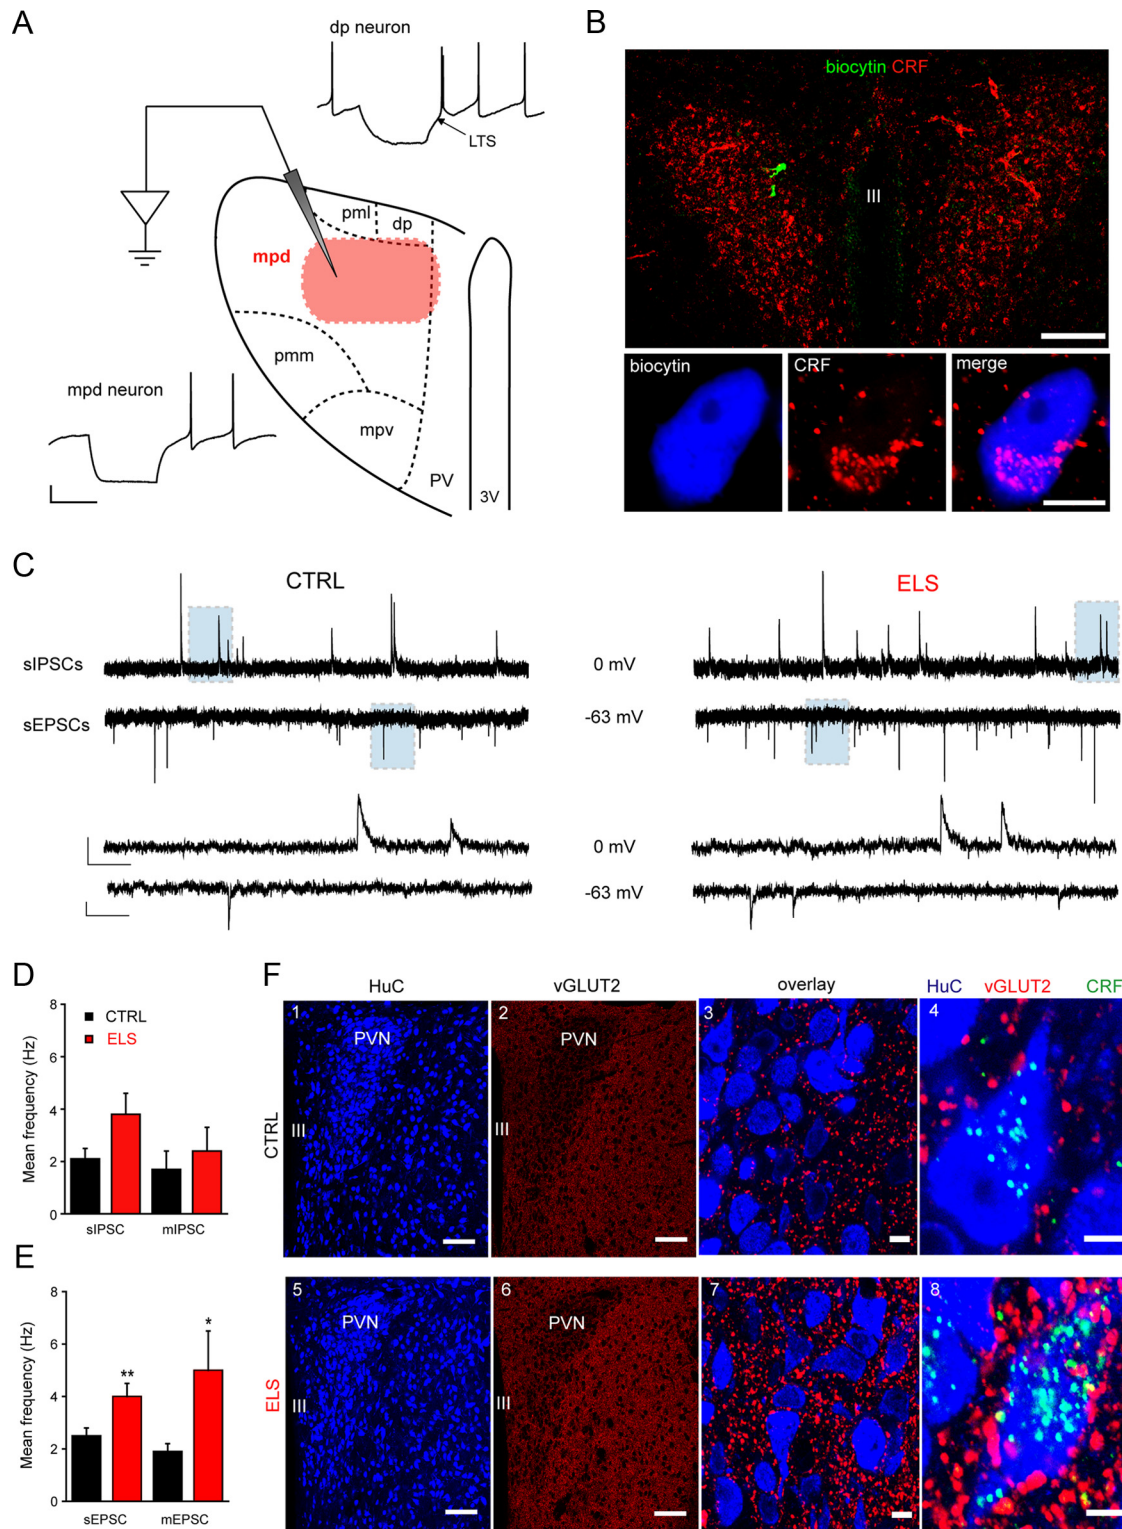 A
dp neuron
LTS
pml
dp
mpd
pmm
mpv
PV
3V
mpd neuron
B
biocytin CRF
III
biocytin
CRF
merge
C
CTRL
ELS
sIPSCs
0 mV
sEPSCs
-63 mV
0 mV
-63 mV
D
Mean frequency (Hz)
8
6
4
2
0
CTRL
ELS
sIPSC
mIPSC
E
Mean frequency (Hz)
8
6
4
2
0
**
*
sEPSC
mEPSC
F
HuC
vGLUT2
overlay
HuC vGLUT2 CRF
CTRL
1
PVN
III
2
PVN
III
3
4
ELS
5
PVN
III
6
PVN
III
7
8